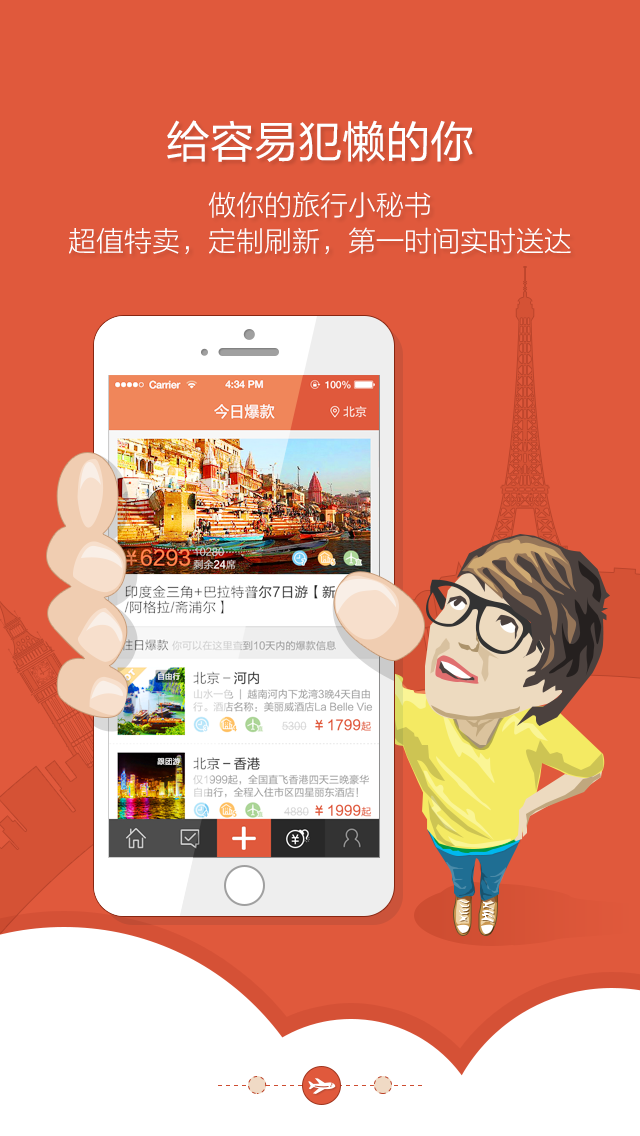 给容易犯懒的你
做你的旅行小秘书
超值特卖，定制刷新，第一时间实时送达
Carrier 4:34 PM 100%
今日爆款 北京
¥6293 10280
剩余24席
印度金三角+巴拉特普尔7日游【新
/阿格拉/斋浦尔】
往日爆款 你可以在这里查到10天内的爆款信息
自由行
北京－河内
山水一色 | 越南河内下龙湾3晚4天自由
行，酒店名称：美丽威酒店La Belle Vie
5300 ¥1799起
跟团游
北京－香港
仅1999起，全国直飞香港四天三晚豪华
自由行，全程入住市区四星丽东酒店！
4880 ¥1999起